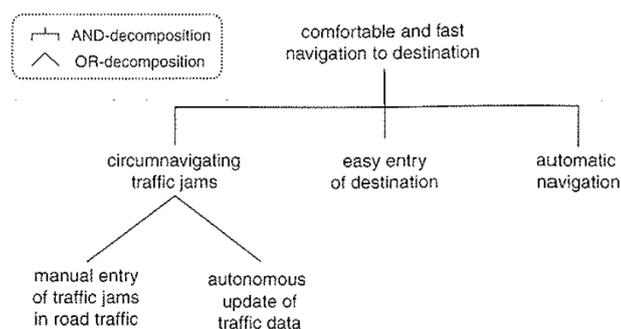 AND-decomposition
OR-decomposition
comfortable and fast
navigation to destination
circumnavigating
traffic jams
easy entry
of destination
automatic
navigation
manual entry
of traffic jams
in road traffic
autonomous
update of
traffic data